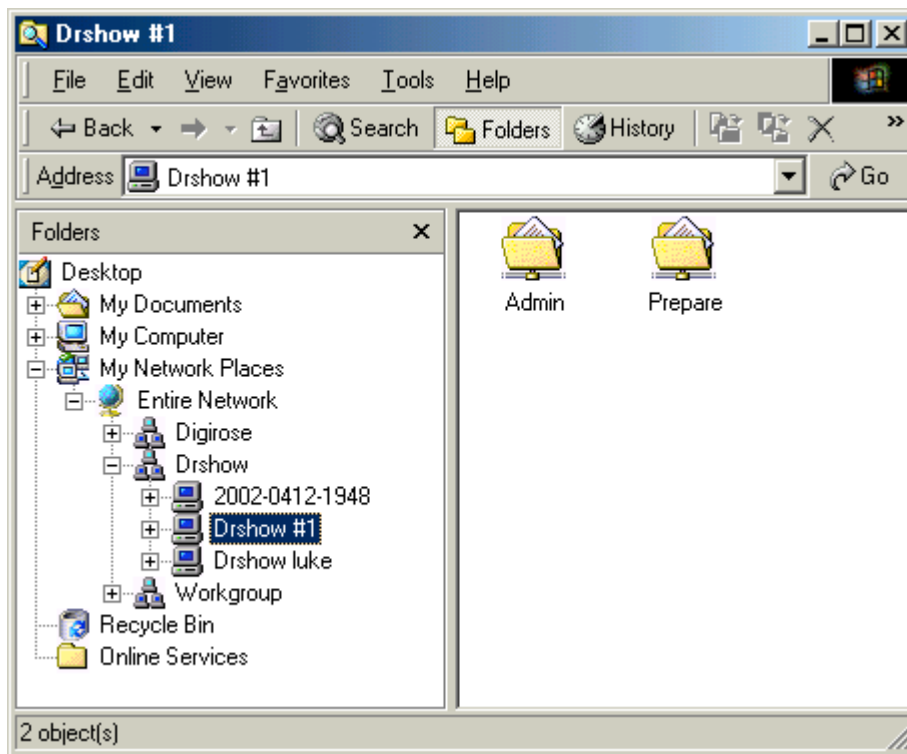 Drshow #1
File Edit View Favorites Tools Help
Back Search Folders History »
Address Drshow #1 Go
Folders
Desktop
My Documents
My Computer
My Network Places
Entire Network
Digirose
Drshow
2002-0412-1948
Drshow #1
Drshow luke
Workgroup
Recycle Bin
Online Services
Admin Prepare
2 object(s)